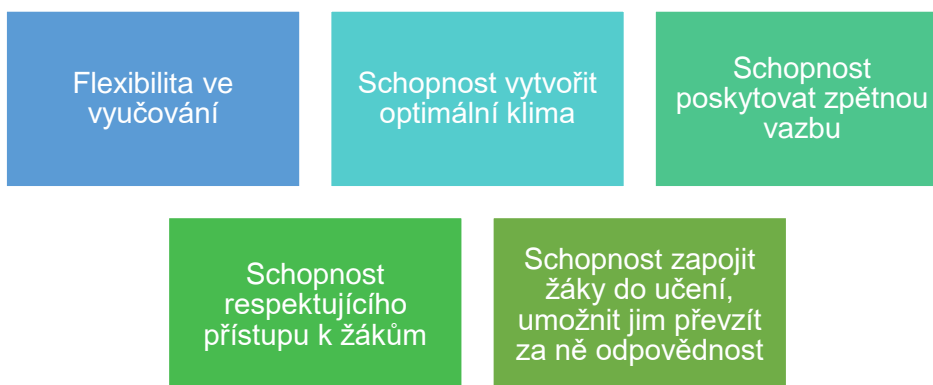 Flexibilita ve
vyučování
Schopnost vytvořit
optimální klima
Schopnost
poskytovat zpětnou
vazbu
Schopnost
respektujícího
přístupu k žákům
Schopnost zapojit
žáky do učení,
umožnit jim převzít
za ně odpovědnost